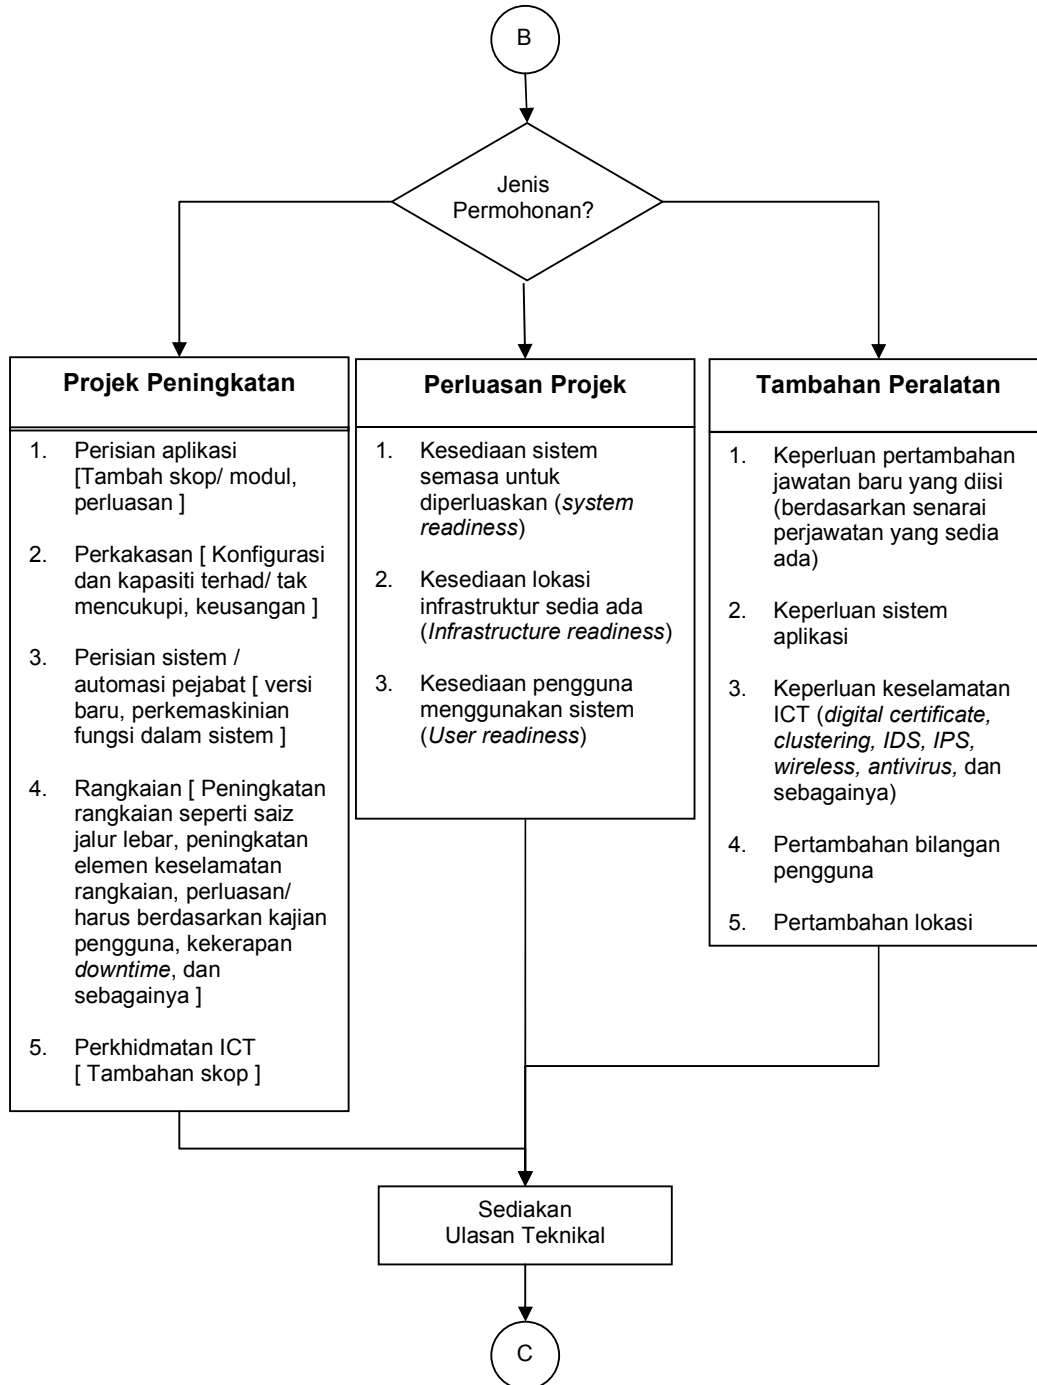 B
Jenis
Permohonan?
Projek Peningkatan
1. Perisian aplikasi
[Tambah skop/ modul,
perluasan ]
2. Perkakasan [ Konfigurasi
dan kapasiti terhad/ tak
mencukupi, keusangan ]
3. Perisian sistem /
automasi pejabat [ versi
baru, perkemaskinian
fungsi dalam sistem ]
4. Rangkaian [ Peningkatan
rangkaian seperti saiz
jalur lebar, peningkatan
elemen keselamatan
rangkaian, perluasan/
harus berdasarkan kajian
pengguna, kekerapan
downtime, dan
sebagainya ]
5. Perkhidmatan ICT
[ Tambahan skop ]
Perluasan Projek
1. Kesediaan sistem
semasa untuk
diperluaskan (system
readiness)
2. Kesediaan lokasi
infrastruktur sedia ada
(Infrastructure readiness)
3. Kesediaan pengguna
menggunakan sistem
(User readiness)
Tambahan Peralatan
1. Keperluan pertambahan
jawatan baru yang diisi
(berdasarkan senarai
perjawatan yang sedia
ada)
2. Keperluan sistem
aplikasi
3. Keperluan keselamatan
ICT (digital certificate,
clustering, IDS, IPS,
wireless, antivirus, dan
sebagainya)
4. Pertambahan bilangan
pengguna
5. Pertambahan lokasi
Sediakan
Ulasan Teknikal
C